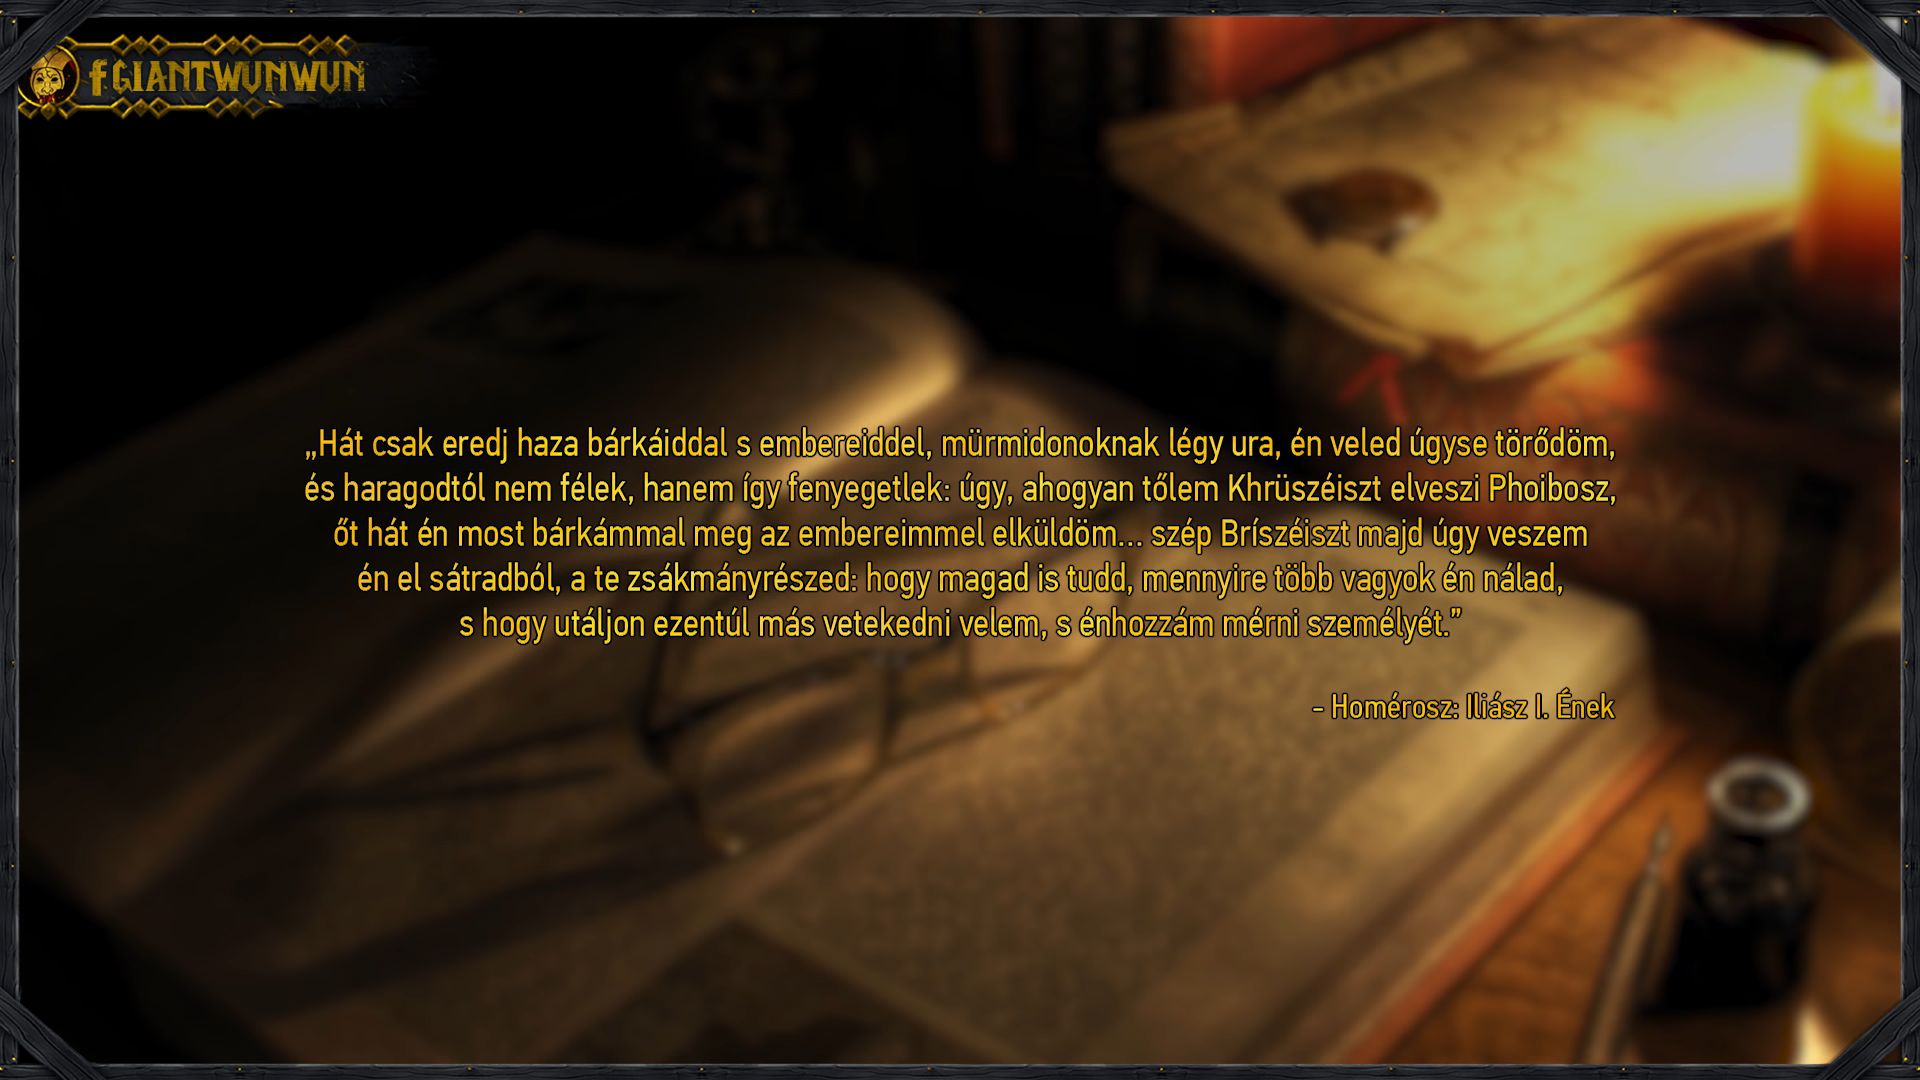 fGIANTWUNWUN
„Hát csak eredj haza bárkáiddal s embereiddel, mürmidonoknak légy ura, én veled úgyse törődöm,
és haragodtól nem félek, hanem így fenyegetlek: úgy, ahogyan tőlem Khrüszéiszt elveszi Phoibosz,
őt hát én most bárkámmal meg az embereimmel elküldöm... szép Bríszéiszt majd úgy veszem
én el sátradból, a te zsákmányrészed: hogy magad is tudd, mennyire több vagyok én nálad,
s hogy utáljon ezentúl más vetekedni velem, s énhozzám mérni személyét.”
- Homérosz: Iliász I. Ének